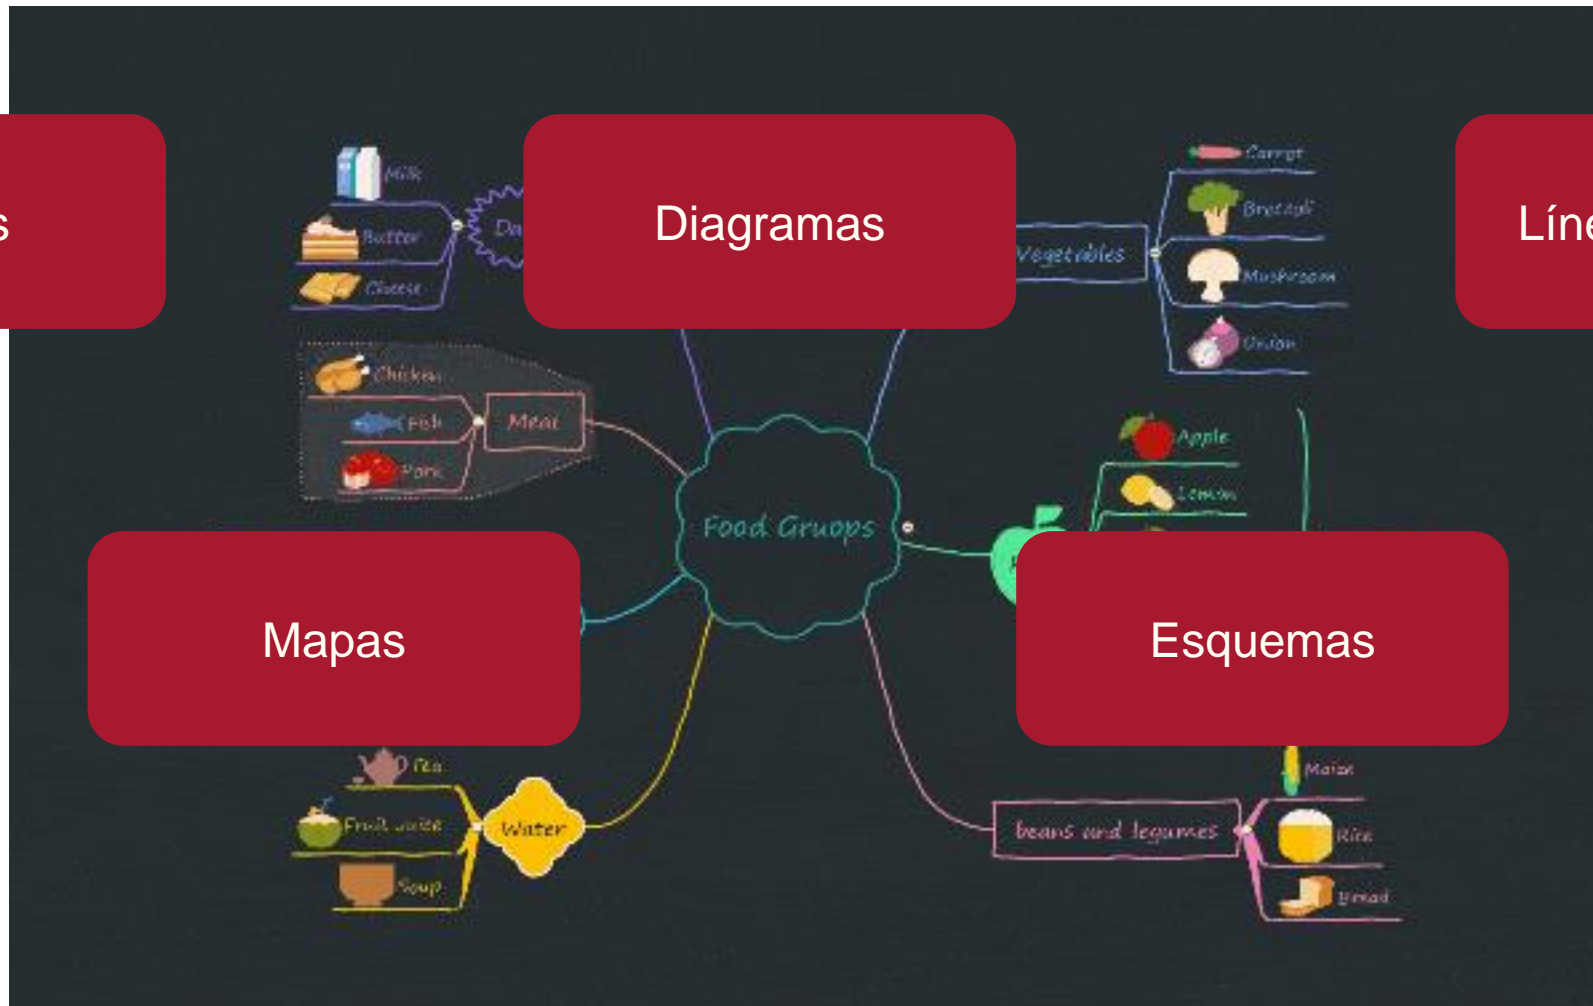 s
Diagramas
Líne
Mapas
Esquemas
Milk
Butter
Cheese
Da
Chicken
Fish
Pork
Meat
Food Gruops
Vegetables
Carrot
Mushroom
Onion
Apple
Lemon
Tea
Fruit Juice
Soup
Water
beans and legumes
Maize
Rice
Bread